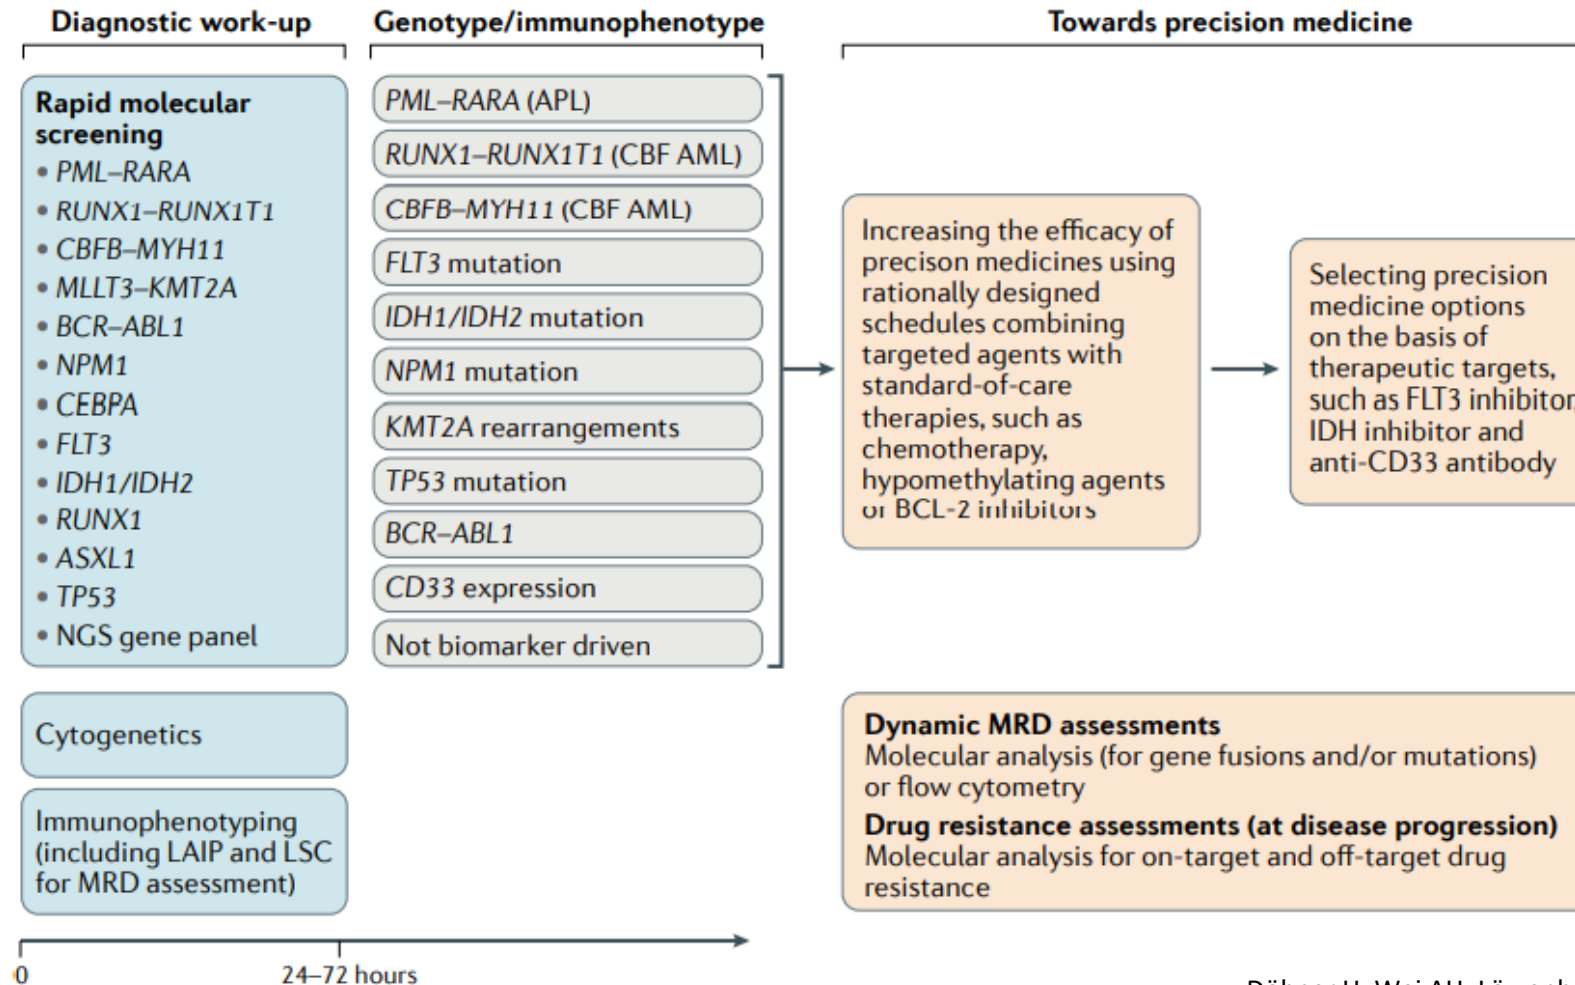 Diagnostic work-up
Rapid molecular
screening
• PML–RARA
• RUNX1–RUNX1T1
• CBFB–MYH11
• MLLT3–KMT2A
• BCR–ABL1
• NPM1
• CEBPA
• FLT3
• IDH1/IDH2
• RUNX1
• ASXL1
• TP53
• NGS gene panel
Cytogenetics
Immunophenotyping
(including LAIP and LSC
for MRD assessment)
0
24–72 hours
Genotype/immunophenotype
PML–RARA (APL)
RUNX1–RUNX1T1 (CBF AML)
CBFB–MYH11 (CBF AML)
FLT3 mutation
IDH1/IDH2 mutation
NPM1 mutation
KMT2A rearrangements
TP53 mutation
BCR–ABL1
CD33 expression
Not biomarker driven
Towards precision medicine
Increasing the efficacy of
precison medicines using
rationally designed
schedules combining
targeted agents with
standard-of-care
therapies, such as
chemotherapy,
hypomethylating agents
or BCL-2 inhibitors
Selecting precision
medicine options
on the basis of
therapeutic targets,
such as FLT3 inhibitor,
IDH inhibitor and
anti-CD33 antibody
Dynamic MRD assessments
Molecular analysis (for gene fusions and/or mutations)
or flow cytometry
Drug resistance assessments (at disease progression)
Molecular analysis for on-target and off-target drug
resistance